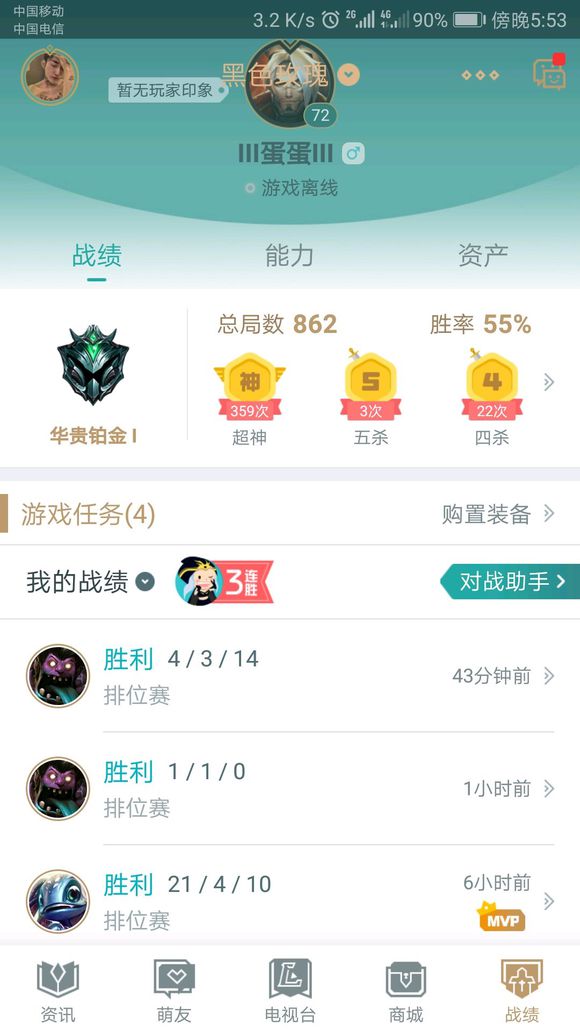 中国移动
中国电信
3.2 K/s 2G 4G 90% 傍晚5:53
黑色玫瑰
暂无玩家印象
72
III蛋蛋III
游戏离线
战绩 能力 资产
总局数 862 胜率 55%
神 5 4
359次 3次 22次
华贵铂金 I 超神 五杀 四杀
游戏任务(4) 购置装备
我的战绩 3连胜 对战助手
胜利 4 / 3 / 14
43分钟前
排位赛
胜利 1 / 1 / 0
1小时前
排位赛
胜利 21 / 4 / 10 6小时前
排位赛 MVP
资讯 萌友 电视台 商城 战绩